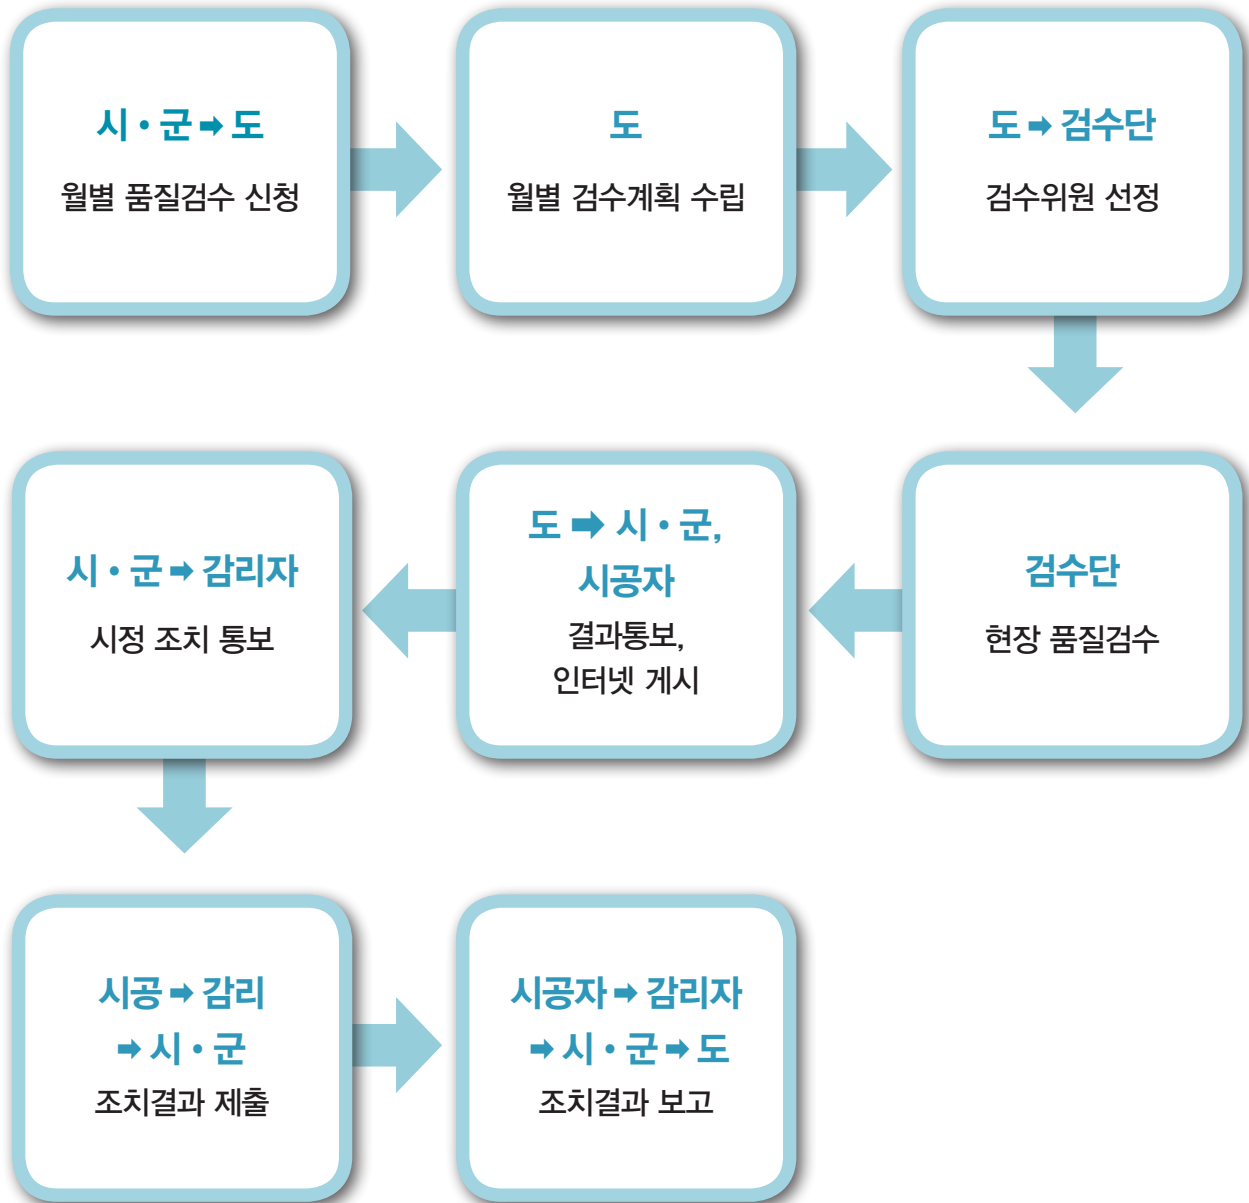 시・군 ➡ 도
월별 품질검수 신청
도
월별 검수계획 수립
도 ➡ 검수단
검수위원 선정
검수단
현장 품질검수
도 ➡ 시・군,
시공자
결과통보,
인터넷 게시
시・군 ➡ 감리자
시정 조치 통보
시공 ➡ 감리
➡ 시・군
조치결과 제출
시공자 ➡ 감리자
➡ 시・군 ➡ 도
조치결과 보고